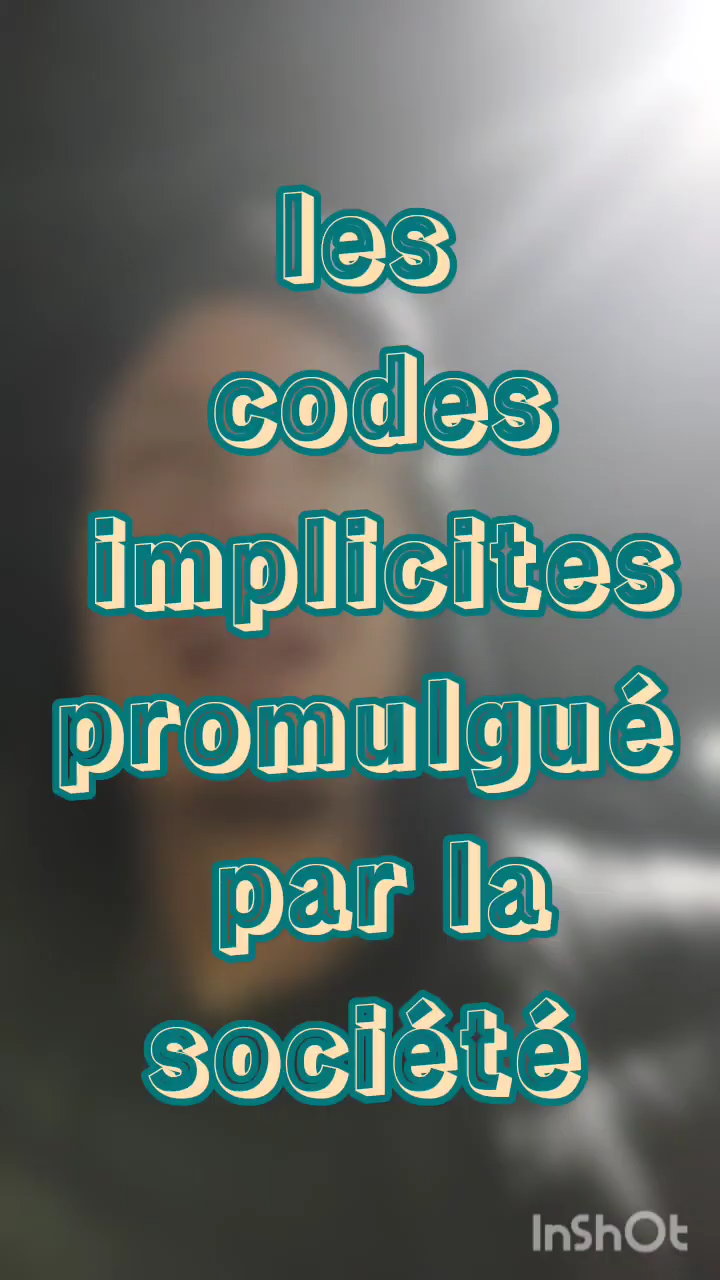 les
codes
implicites
promulgué
par la
société
InShOt